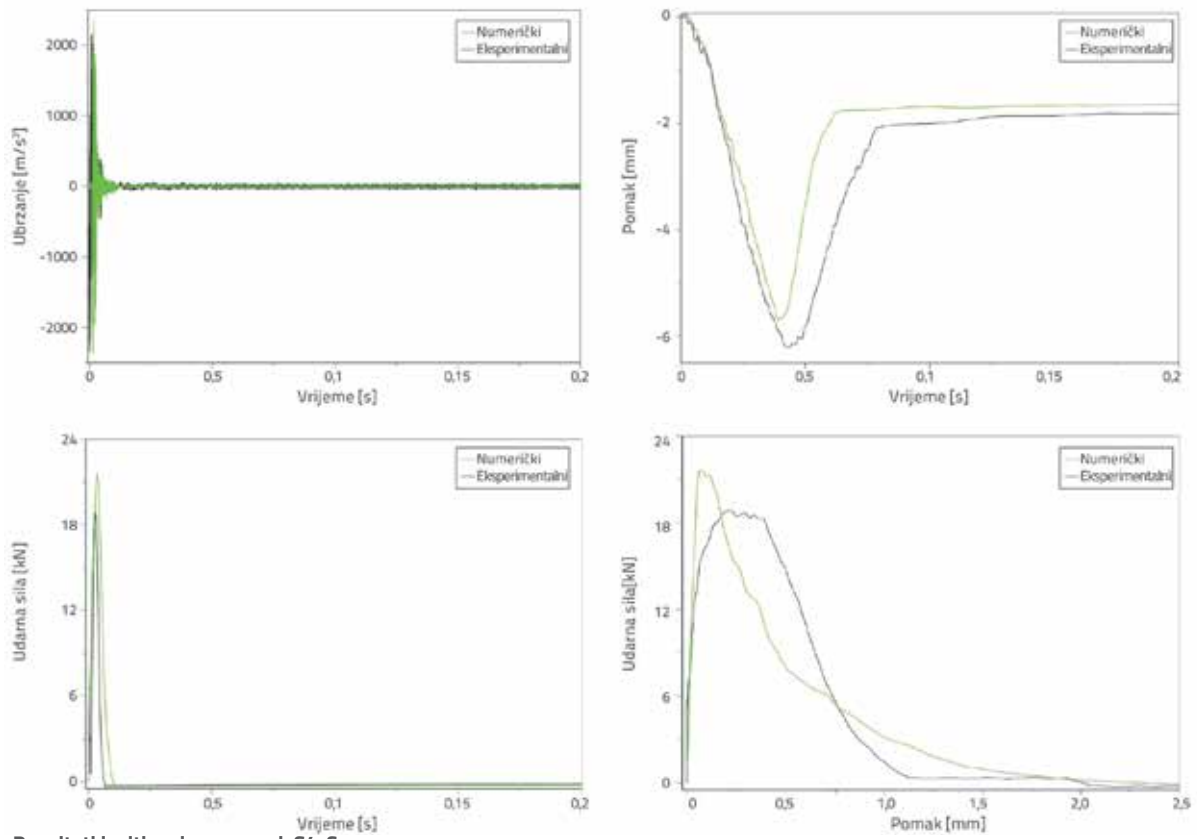 2000
1000
0
-1000
-2000
Ubrzanje [m/s²]
Numerički
Eksperimentalni
0
0,5
0,1
0,15
0,2
Vrijeme [s]
0
-2
-4
-6
Pomak [mm]
Numerički
Eksperimentalni
0
0,5
0,1
0,15
0,2
Vrijeme [s]
24
18
12
6
0
Udarna sila [kN]
Numerički
Eksperimentalni
0
0,5
0,1
0,15
0,2
Vrijeme [s]
24
18
12
6
0
Udarna sila[kN]
Numerički
Eksperimentalni
0
0,5
1,0
1,5
2,0
2,5
Pomak [mm]